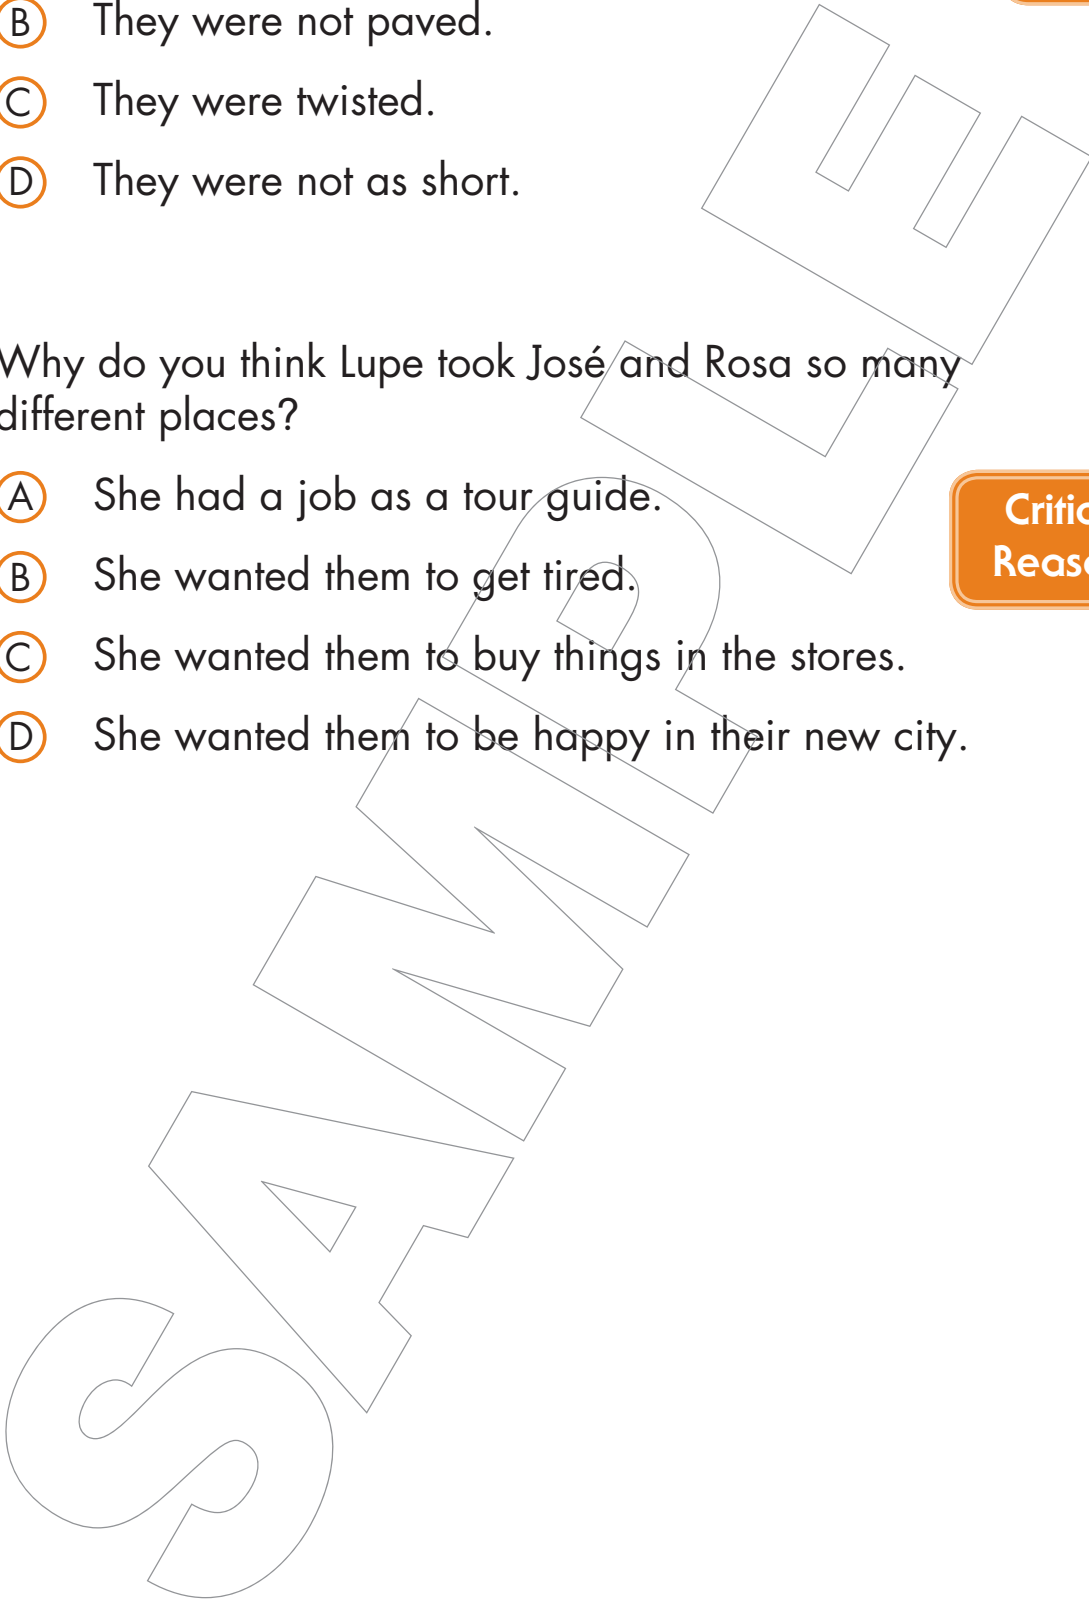 B They were not paved.
C They were twisted.
D They were not as short.
Why do you think Lupe took José and Rosa so many
different places?
A She had a job as a tour guide.
B She wanted them to get tired.
C She wanted them to buy things in the stores.
D She wanted them to be happy in their new city.
SAMPLE